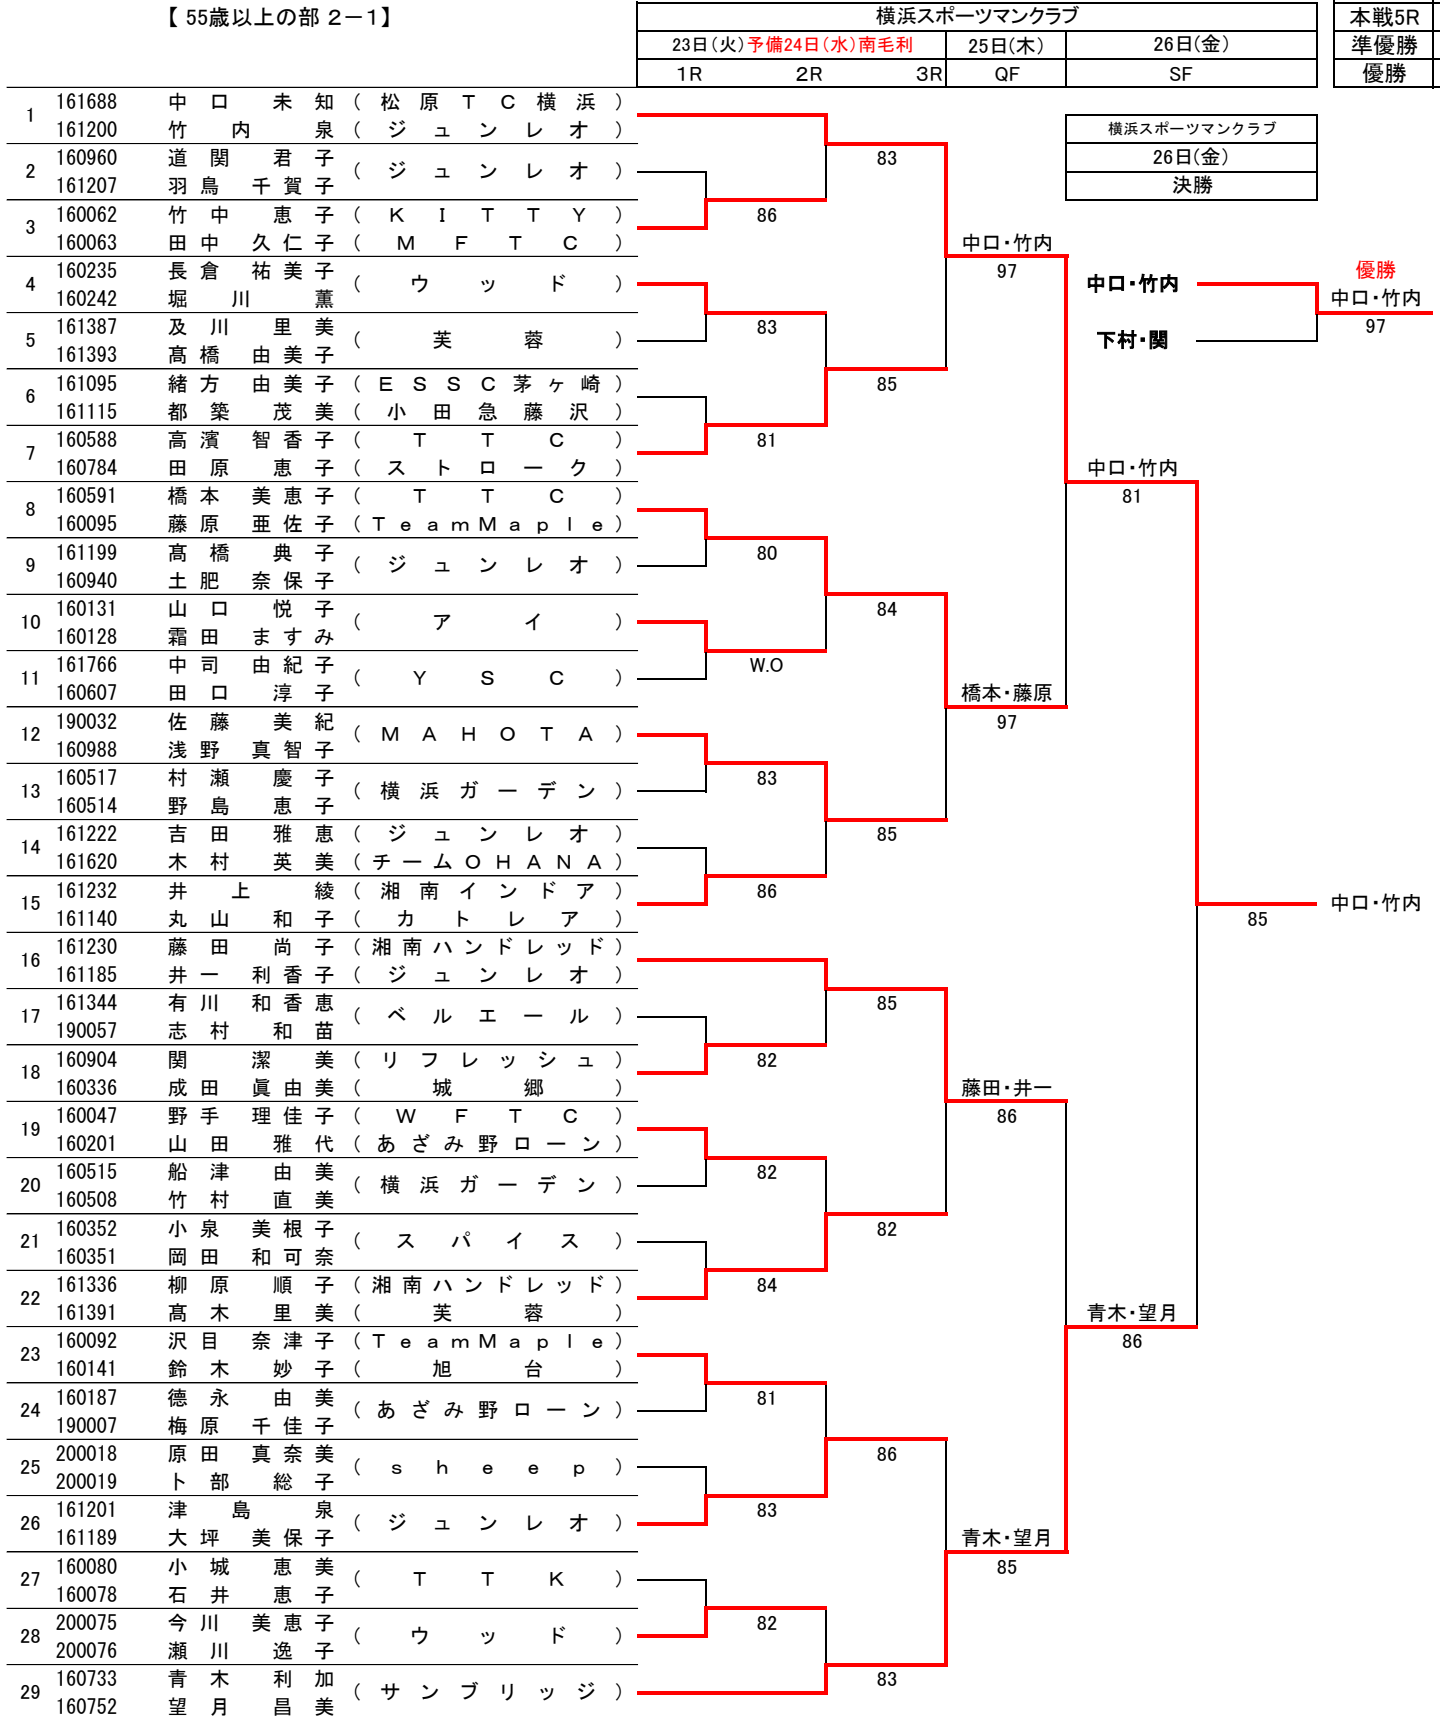 【 55歳以上の部 2－1】
横浜スポーツマンクラブ
本戦5R
23日(火)予備24日(水)南毛利 25日(木) 26日(金)
準優勝
1R 2R 3R QF SF
優勝
1 161688 中口 未知 (松原TC横浜)
161200 竹内 泉 (ジュンレオ)
2 160960 道関 君子 (ジュンレオ)
161207 羽鳥 千賀子
3 160062 竹中 恵子 (KITTY)
160063 田中 久仁子 (MFTC)
4 160235 長倉 祐美子 (ウッド)
160242 堀川 薫
5 161387 及川 里美 (芙蓉)
161393 髙橋 由美子
6 161095 緒方 由美子 (ESSC茅ヶ崎)
161115 都築 茂美 (小田急藤沢)
7 160588 高濱 智香子 (TTC)
160784 田原 恵子 (ストローク)
8 160591 橋本 美恵子 (TTC)
160095 藤原 亜佐子 (TeamMaple)
9 161199 髙橋 典子 (ジュンレオ)
160940 土肥 奈保子
10 160131 山口 悦子 (アイ)
160128 霜田 ますみ
11 161766 中司 由紀子 (YSC)
160607 田口 淳子
12 190032 佐藤 美紀 (MAHOTA)
160988 浅野 真智子
13 160517 村瀬 慶子 (横浜ガーデン)
160514 野島 恵子
14 161222 吉田 雅恵 (ジュンレオ)
161620 木村 英美 (チームOHANA)
15 161232 井上 綾 (湘南インドア)
161140 丸山 和子 (カトレア)
16 161230 藤田 尚子 (湘南ハンドレッド)
161185 井一 利香子 (ジュンレオ)
17 161344 有川 和香恵 (ベルエール)
190057 志村 和苗
18 160904 関 潔美 (リフレッシュ)
160336 成田 眞由美 (城郷)
19 160047 野手 理佳子 (WFTC)
160201 山田 雅代 (あざみ野ローン)
20 160515 船津 由美 (横浜ガーデン)
160508 竹村 直美
21 160352 小泉 美根子 (スパイス)
160351 岡田 和可奈
22 161336 柳原 順子 (湘南ハンドレッド)
161391 髙木 里美 (芙蓉)
23 160092 沢目 奈津子 (TeamMaple)
160141 鈴木 妙子 (旭台)
24 160187 德永 由美 (あざみ野ローン)
190007 梅原 千佳子
25 200018 原田 真奈美 (sheep)
200019 卜部 総子
26 161201 津島 泉 (ジュンレオ)
161189 大坪 美保子
27 160080 小城 恵美 (TTK)
160078 石井 恵子
28 200075 今川 美恵子 (ウッド)
200076 瀬川 逸子
29 160733 青木 利加 (サンブリッジ)
160752 望月 昌美
86
83
81
80
W.O
83
86
82
82
84
81
83
82
83
85
84
85
85
82
86
83
中口・竹内
97
橋本・藤原
97
藤田・井一
86
青木・望月
85
中口・竹内
81
青木・望月
86
85
中口・竹内
横浜スポーツマンクラブ
26日(金)
決勝
中口・竹内
下村・関
優勝
中口・竹内
97